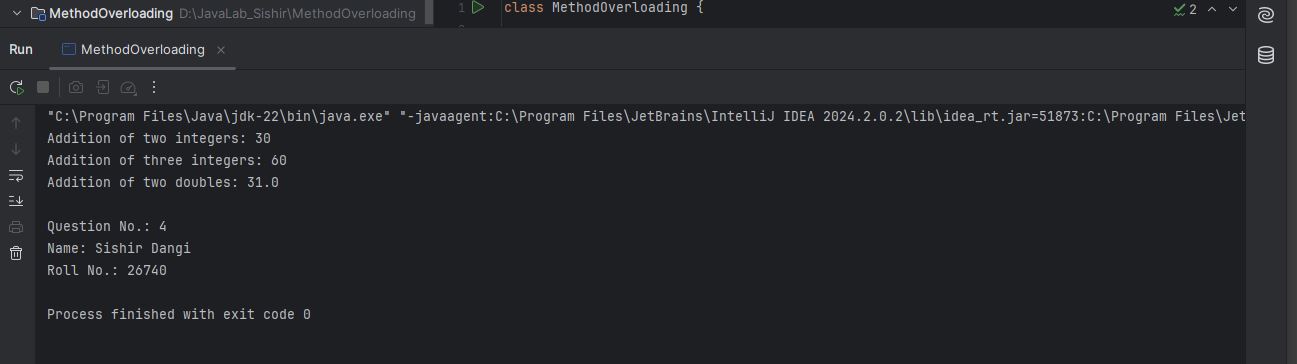 MethodOverloading D:\JavaLab_Sishir\MethodOverloading
1 class MethodOverloading {
2
Run MethodOverloading
"C:\Program Files\Java\jdk-22\bin\java.exe" "-javaagent:C:\Program Files\JetBrains\IntelliJ IDEA 2024.2.0.2\lib\idea_rt.jar=51873:C:\Program Files\Jet
Addition of two integers: 30
Addition of three integers: 60
Addition of two doubles: 31.0
Question No.: 4
Name: Sishir Dangi
Roll No.: 26740
Process finished with exit code 0